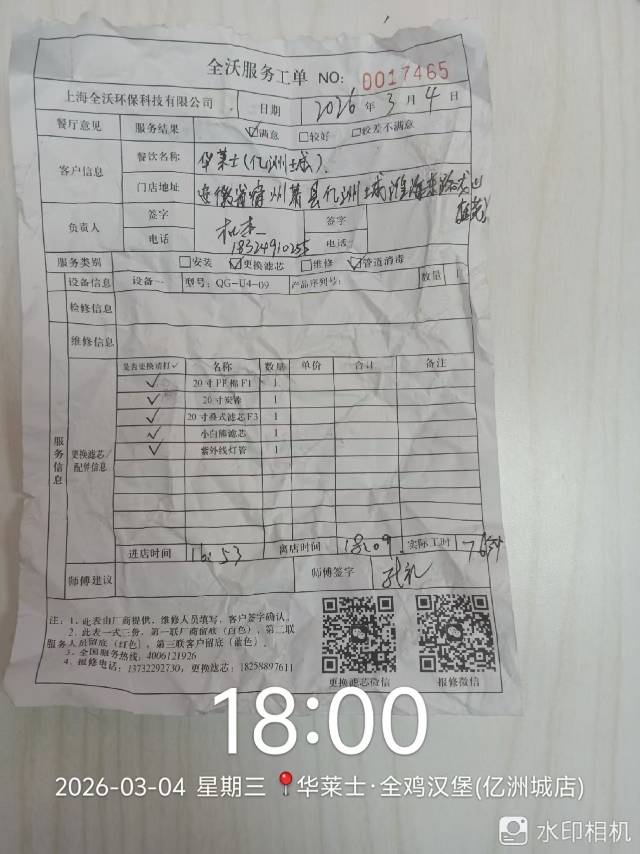 全沃服务工单 NO: 0017465
上海全沃环保科技有限公司 日期 2026年3月4日
餐厅意见 服务结果 ☑满意 □较好 □较差不满意
客户信息 餐饮名称 华莱士(亿洲城)
门店地址 州萧县亿洲城淮海
负责人 签字 签字
电话 18324910255 电话
服务类别 □安装 ☑更换滤芯 □维修 ☑管道消毒
设备信息 设备一 型号: QG-U4-09 产品序列号: 数量 1
检修信息
维修信息
服务信息 更换滤芯/配件信息
是否更换请打✓ 名称 数量 单价 合计 备注
✓ 20寸PP棉F1 1
✓ 20寸炭棒 1
✓ 20寸叠式滤芯F3 1
✓ 小白熊滤芯 1
✓ 紫外线灯管 1
进店时间 16:53 离店时间 18:09 实际工时 76分
师傅建议 师傅签字
注: 1、此表由厂商提供,维修人员填写,客户签字确认。
2、此表一式三份,第一联厂商留底(白色),第二联
服务人员留底(红色),第三联客户留底(蓝色)。
3、全国服务热线: 4006121926
4、报修电话: 13732292730, 更换滤芯: 18258897611
更换滤芯微信 报修微信
18:00
2026-03-04 星期三 华莱士·全鸡汉堡(亿洲城店)
水印相机